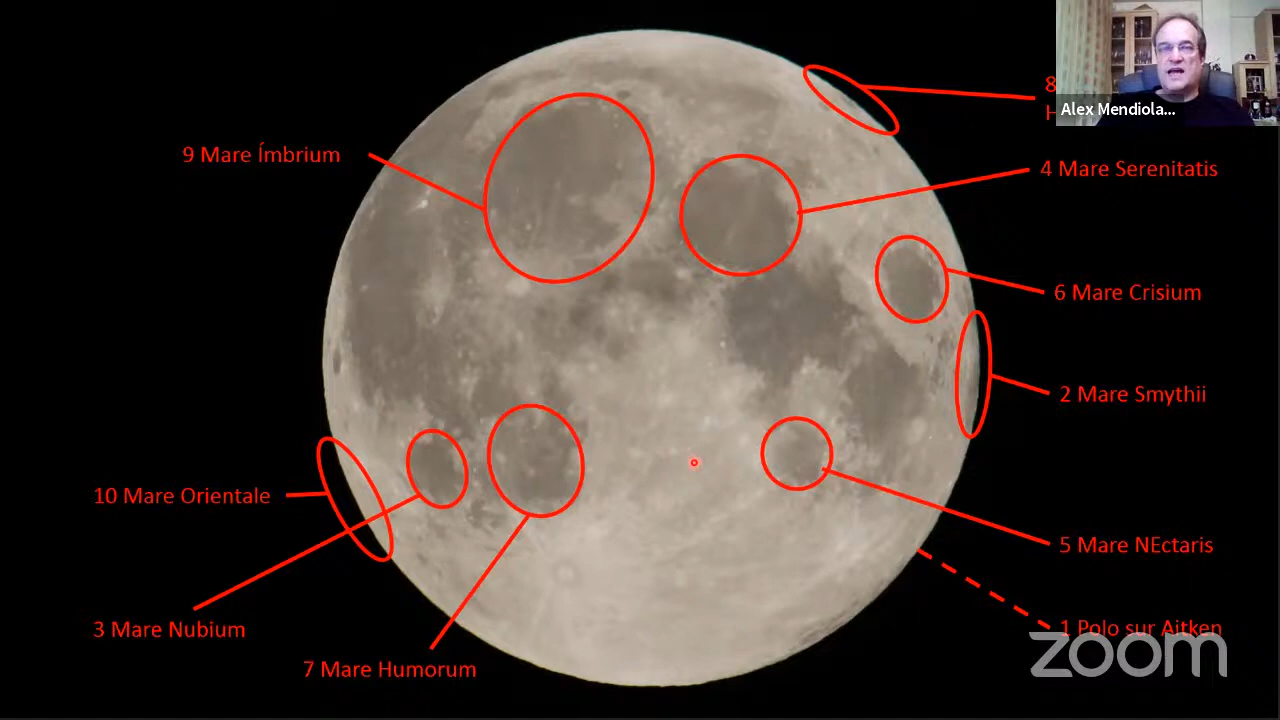 Alex Mendiola...
8
9 Mare Ímbrium
4 Mare Serenitatis
6 Mare Crisium
2 Mare Smythii
10 Mare Orientale
5 Mare NEctaris
3 Mare Nubium
1 Polo sur Aitken
7 Mare Humorum
zoom